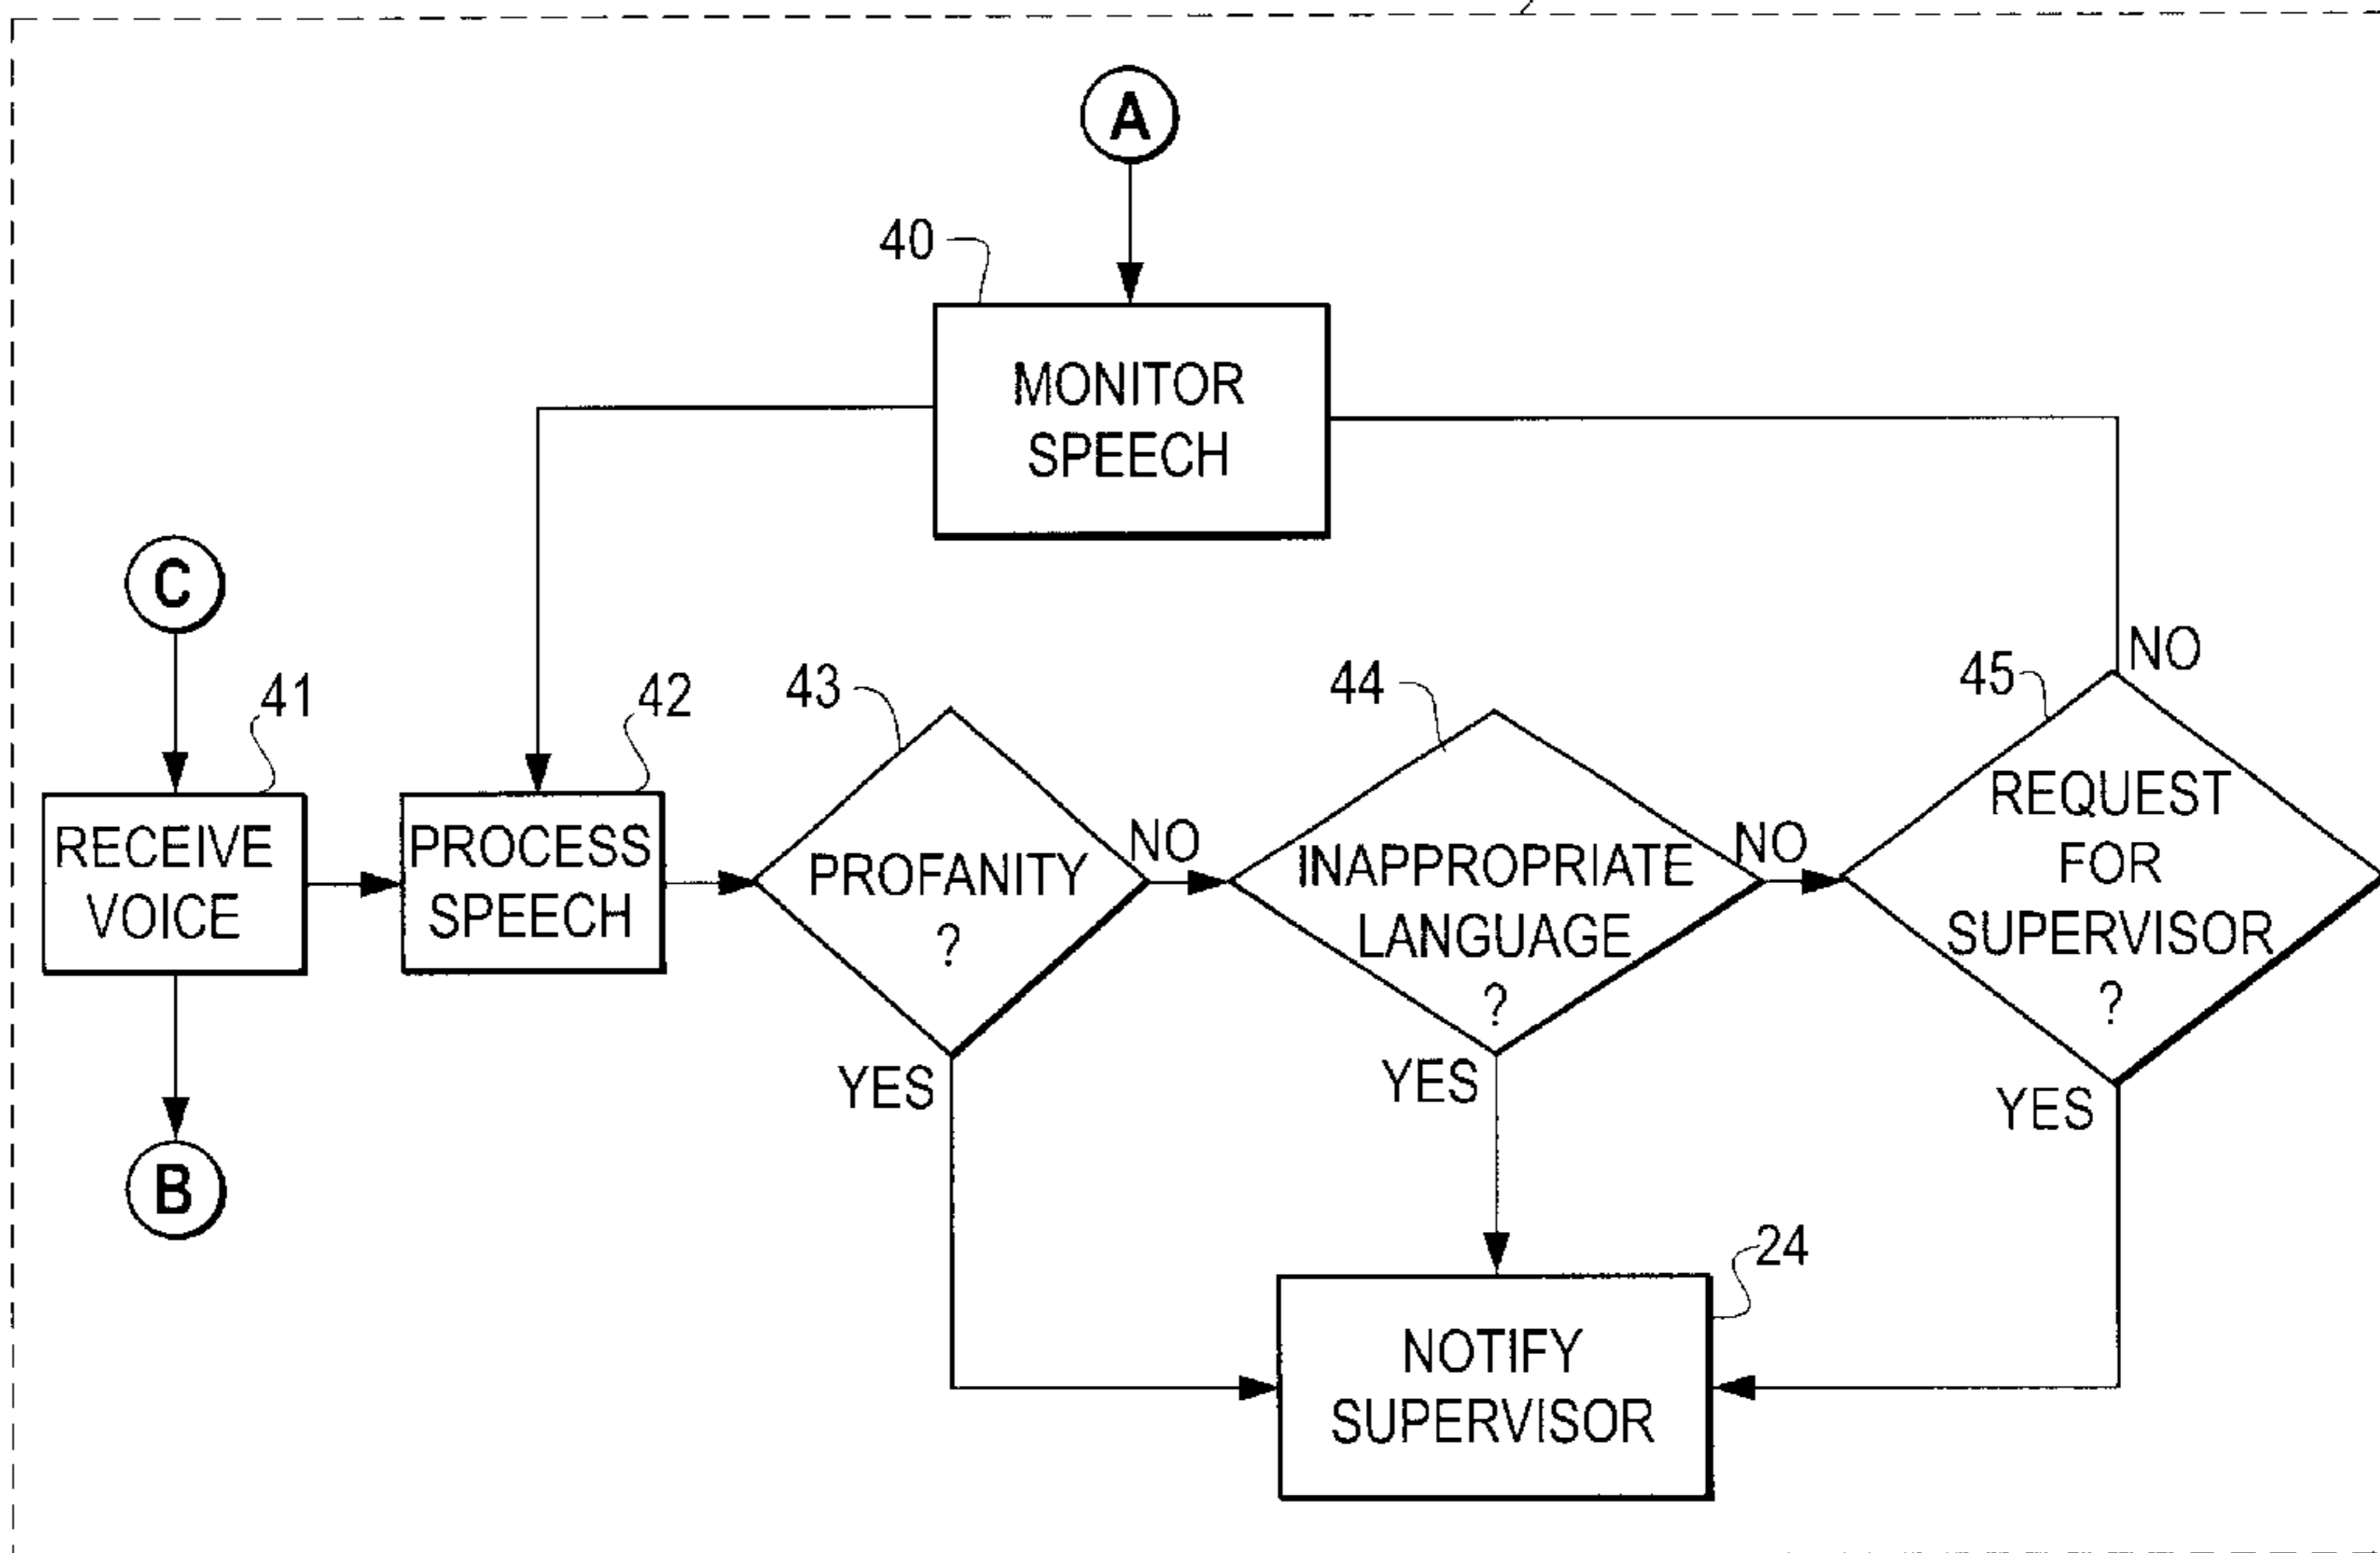 A
40
MONITOR
SPEECH
C
41
RECEIVE
VOICE
42
PROCESS
SPEECH
43
PROFANITY
?
NO
YES
44
INAPPROPRIATE
LANGUAGE
?
NO
YES
45
NO
REQUEST
FOR
SUPERVISOR
?
YES
B
24
NOTIFY
SUPERVISOR